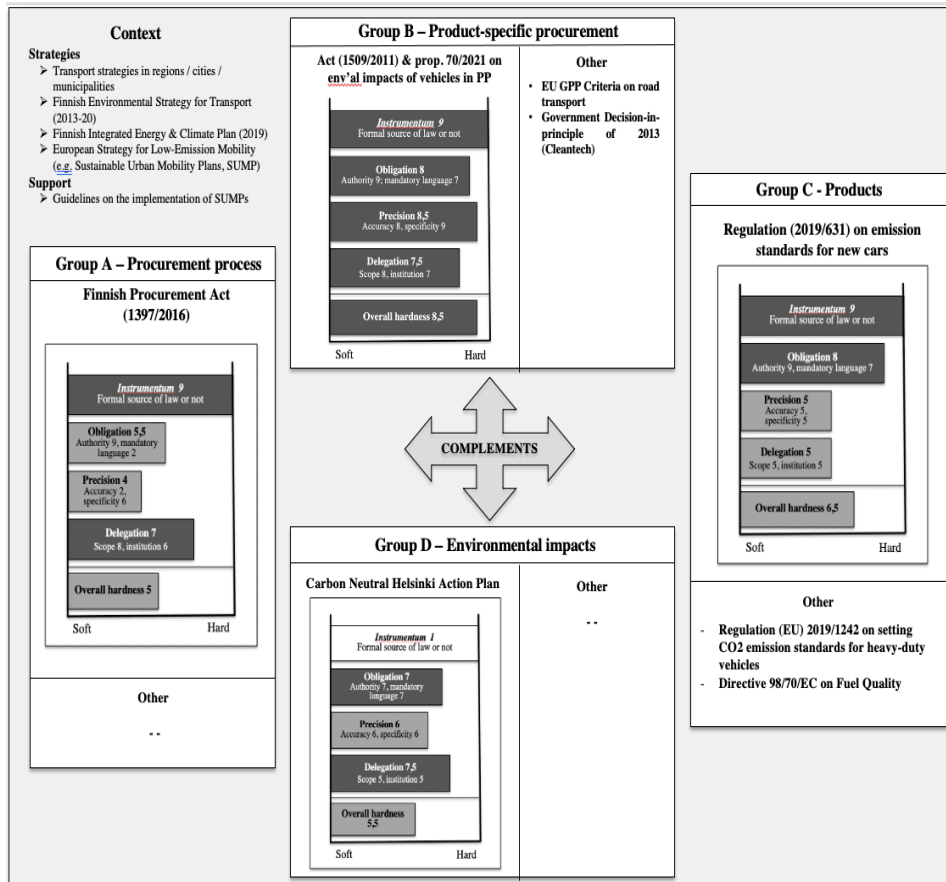 Context
Strategies
➢ Transport strategies in regions / cities /
municipalities
➢ Finnish Environmental Strategy for Transport
(2013-20)
➢ Finnish Integrated Energy & Climate Plan (2019)
➢ European Strategy for Low-Emission Mobility
(e.g. Sustainable Urban Mobility Plans, SUMP)
Support
➢ Guidelines on the implementation of SUMPs
Group A – Procurement process
Finnish Procurement Act
(1397/2016)
Instrumentum 9
Formal source of law or not
Obligation 5,5
Authority 9, mandatory
language 2
Precision 4
Accuracy 2,
specificity 6
Delegation 7
Scope 8, institution 6
Overall hardness 5
Soft Hard
Other
- -
Group B – Product-specific procurement
Act (1509/2011) & prop. 70/2021 on
env'al impacts of vehicles in PP
Instrumentum 9
Formal source of law or not
Obligation 8
Authority 9; mandatory language 7
Precision 8,5
Accuracy 8, specificity 9
Delegation 7,5
Scope 8, institution 7
Overall hardness 8,5
Soft Hard
Other
• EU GPP Criteria on road
transport
• Government Decision-in-
principle of 2013
(Cleantech)
COMPLEMENTS
Group D – Environmental impacts
Carbon Neutral Helsinki Action Plan
Instrumentum 1
Formal source of law or not
Obligation 7
Authority 7, mandatory
language 7
Precision 6
Accuracy 6, specificity 6
Delegation 7,5
Scope 5, institution 5
Overall hardness
5,5
Soft Hard
Other
- -
Group C - Products
Regulation (2019/631) on emission
standards for new cars
Instrumentum 9
Formal source of law or not
Obligation 8
Authority 9, mandatory language 7
Precision 5
Accuracy 5,
specificity 5
Delegation 5
Scope 5, institution 5
Overall hardness 6,5
Soft Hard
Other
- Regulation (EU) 2019/1242 on setting
CO2 emission standards for heavy-duty
vehicles
- Directive 98/70/EC on Fuel Quality